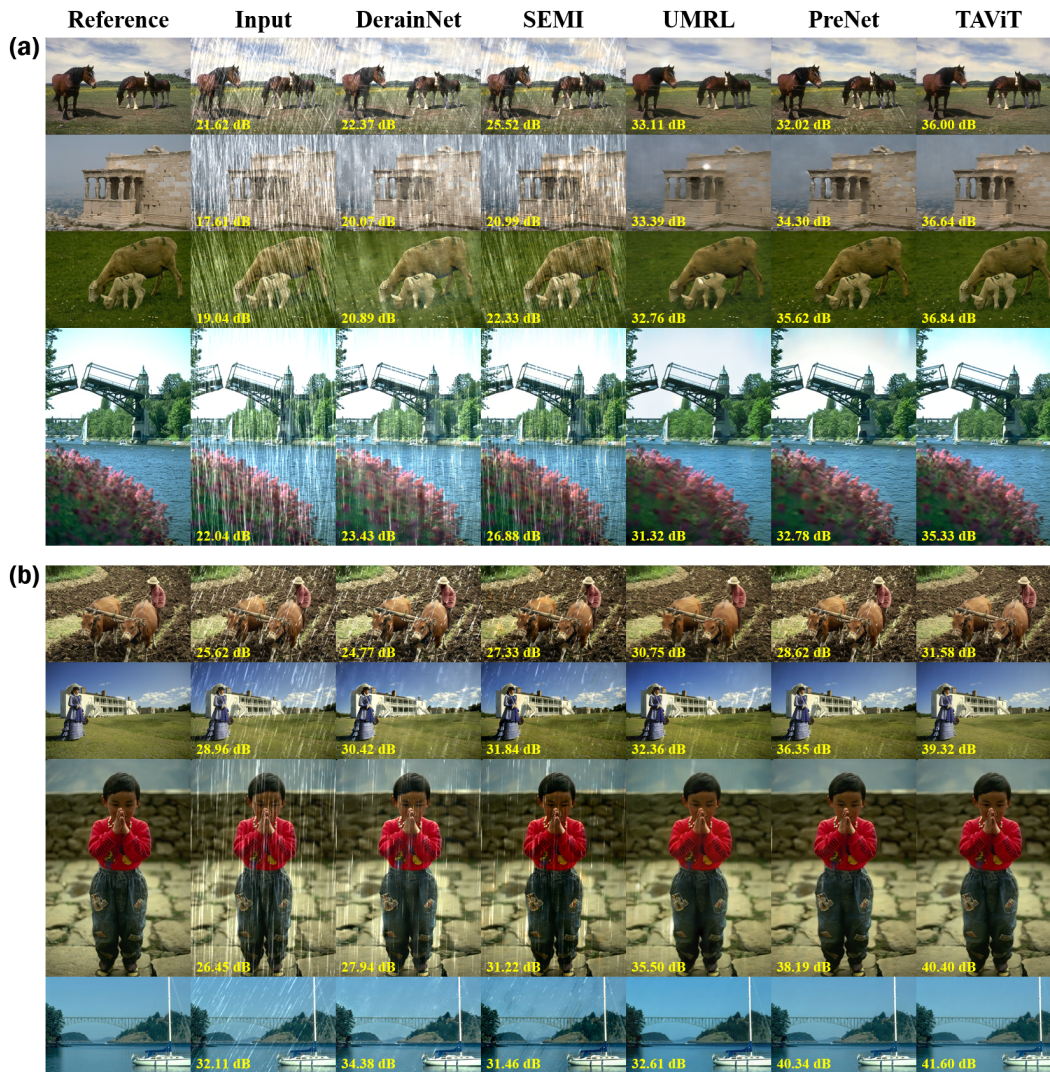 Reference Input DerainNet SEMI UMRL PreNet TAViT
(a)
21.62 dB 22.37 dB 25.52 dB 33.11 dB 32.02 dB 36.00 dB
17.61 dB 20.07 dB 20.99 dB 33.39 dB 34.30 dB 36.64 dB
19.04 dB 20.89 dB 22.33 dB 32.76 dB 35.62 dB 36.84 dB
22.04 dB 23.43 dB 26.88 dB 31.32 dB 32.78 dB 35.33 dB
(b)
25.62 dB 24.77 dB 27.33 dB 30.75 dB 28.62 dB 31.58 dB
28.96 dB 30.42 dB 31.84 dB 32.36 dB 36.35 dB 39.32 dB
26.45 dB 27.94 dB 31.22 dB 35.50 dB 38.19 dB 40.40 dB
32.11 dB 34.38 dB 31.46 dB 32.61 dB 40.34 dB 41.60 dB